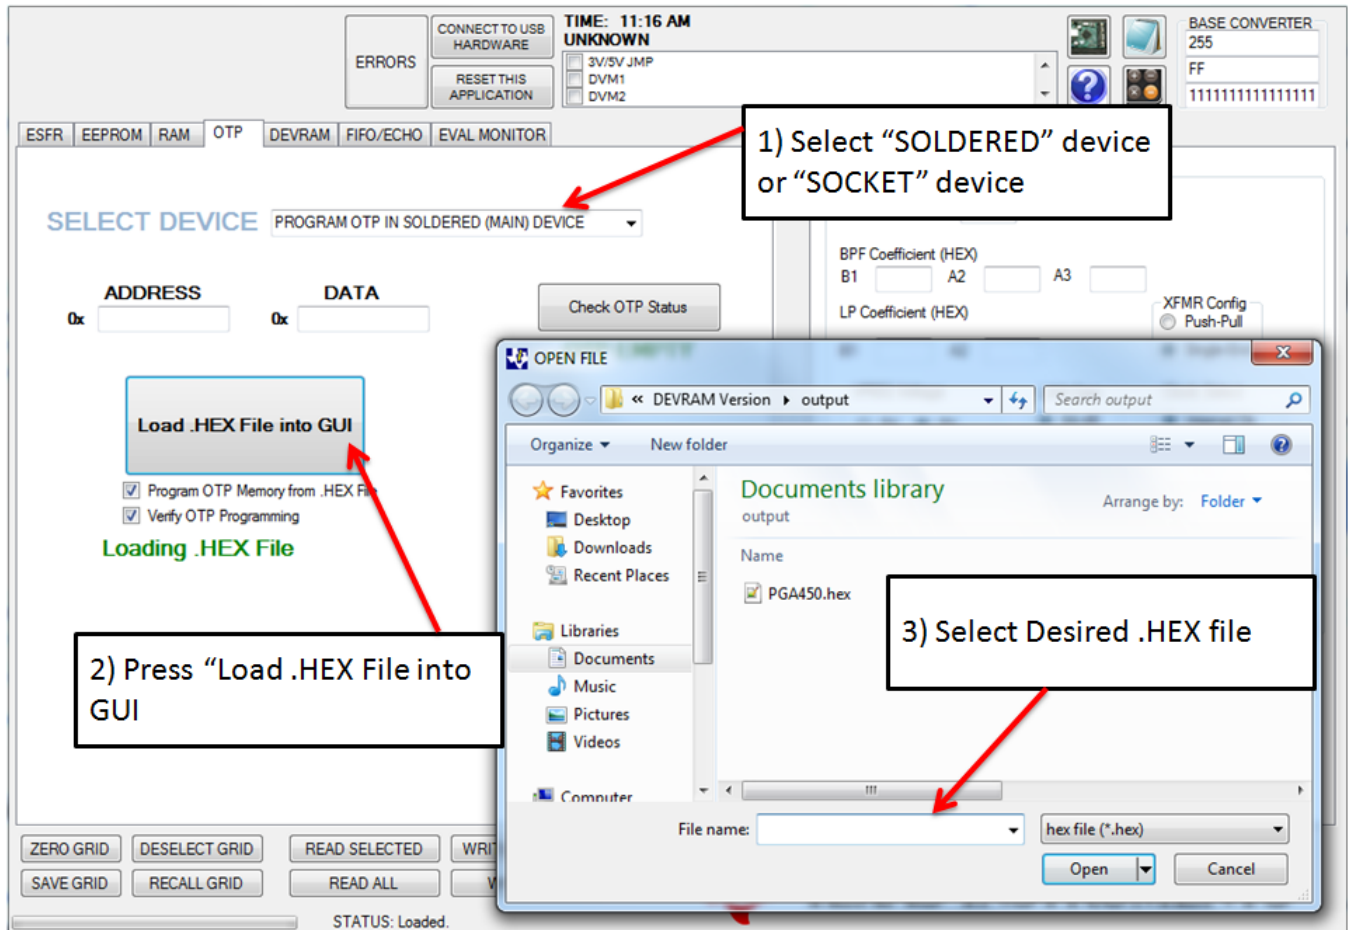 ERRORS
CONNECT TO USB
HARDWARE
RESET THIS
APPLICATION
TIME: 11:16 AM
UNKNOWN
3V/5V JMP
DVM1
DVM2
BASE CONVERTER
255
FF
1111111111111111
ESFR EEPROM RAM OTP DEVRAM FIFO/ECHO EVAL MONITOR
1) Select “SOLDERED” device
or “SOCKET” device
SELECT DEVICE PROGRAM OTP IN SOLDERED (MAIN) DEVICE
ADDRESS DATA
0x 0x
Check OTP Status
BPF Coefficient (HEX)
B1 A2 A3
LP Coefficient (HEX)
XFMR Config
Push-Pull
Load .HEX File into GUI
Program OTP Memory from .HEX File
Verify OTP Programming
Loading .HEX File
2) Press “Load .HEX File into
GUI
OPEN FILE
« DEVRAM Version output
Search output
Organize New folder
Favorites
Desktop
Downloads
Recent Places
Libraries
Documents
Music
Pictures
Videos
Computer
Documents library
output
Arrange by: Folder
Name
PGA450.hex
3) Select Desired .HEX file
File name:
hex file (*.hex)
Open Cancel
ZERO GRID DESELECT GRID READ SELECTED
SAVE GRID RECALL GRID READ ALL
STATUS: Loaded.